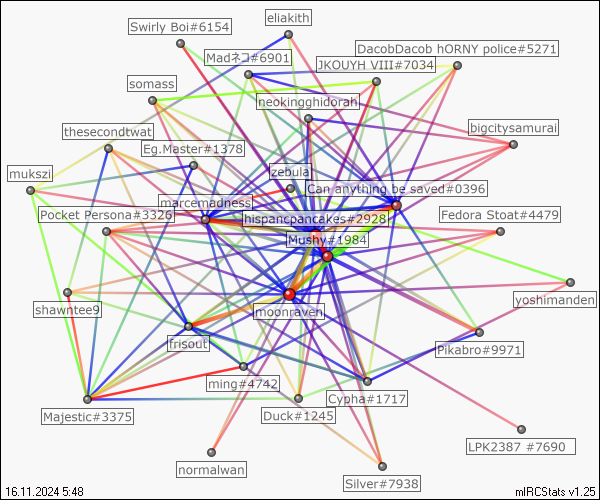 eliakith
Swirly Boi#6154
DacobDacob hORNY police#5271
Madネコ#6901
JKOUYH VIII#7034
somass
neokingghidorah
thesecondtwat
bigcitysamurai
Eg.Master#1378
mukszi
zebula
Can anything be saved#0396
marcemadness
Pocket Persona#3326
hispancpancakes#2928
Fedora Stoat#4479
Mushy#1984
shawntee9
moonraven
yoshimanden
frisout
Pikabro#9971
ming#4742
Cypha#1717
Majestic#3375
Duck#1245
LPK2387 #7690
normalwan
Silver#7938
16.11.2024 5:48
mIRCStats v1.25